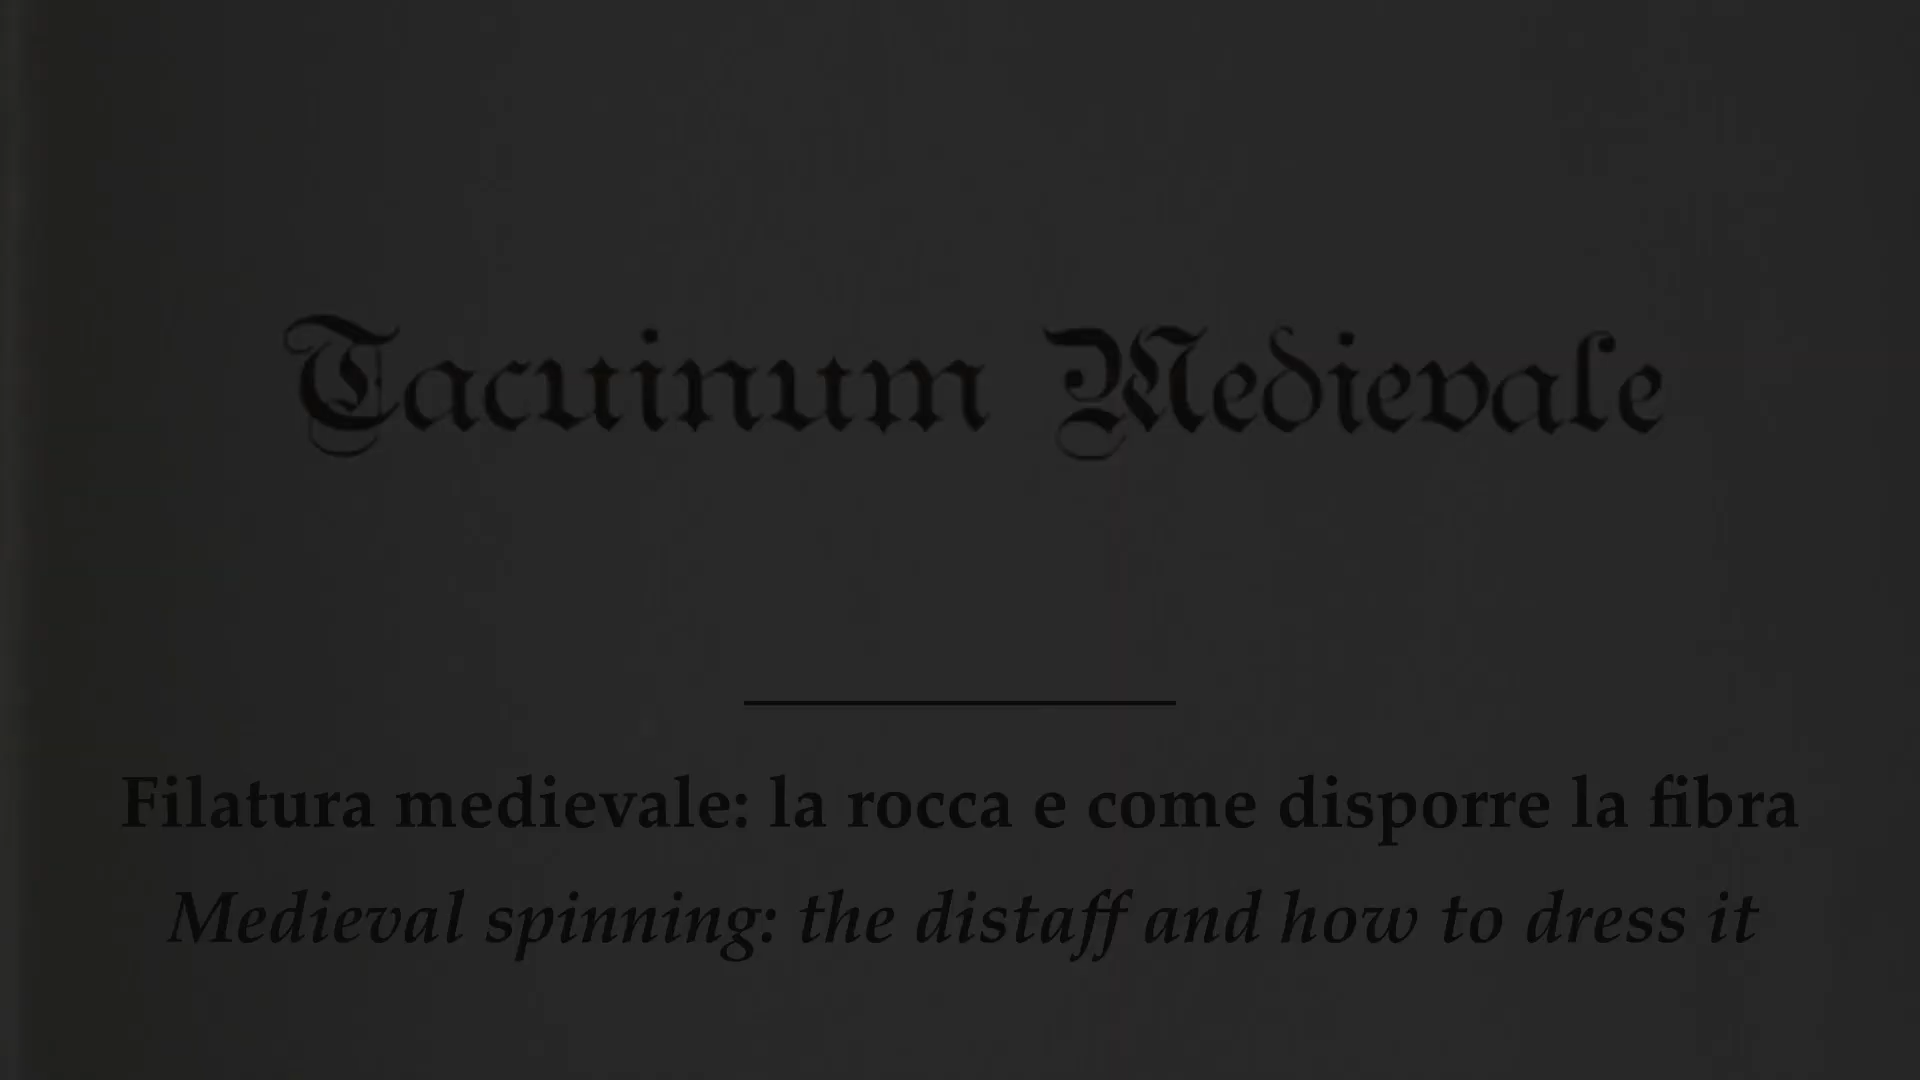 Tacuinum Medievale
Filatura medievale: la rocca e come disporre la fibra
Medieval spinning: the distaff and how to dress it